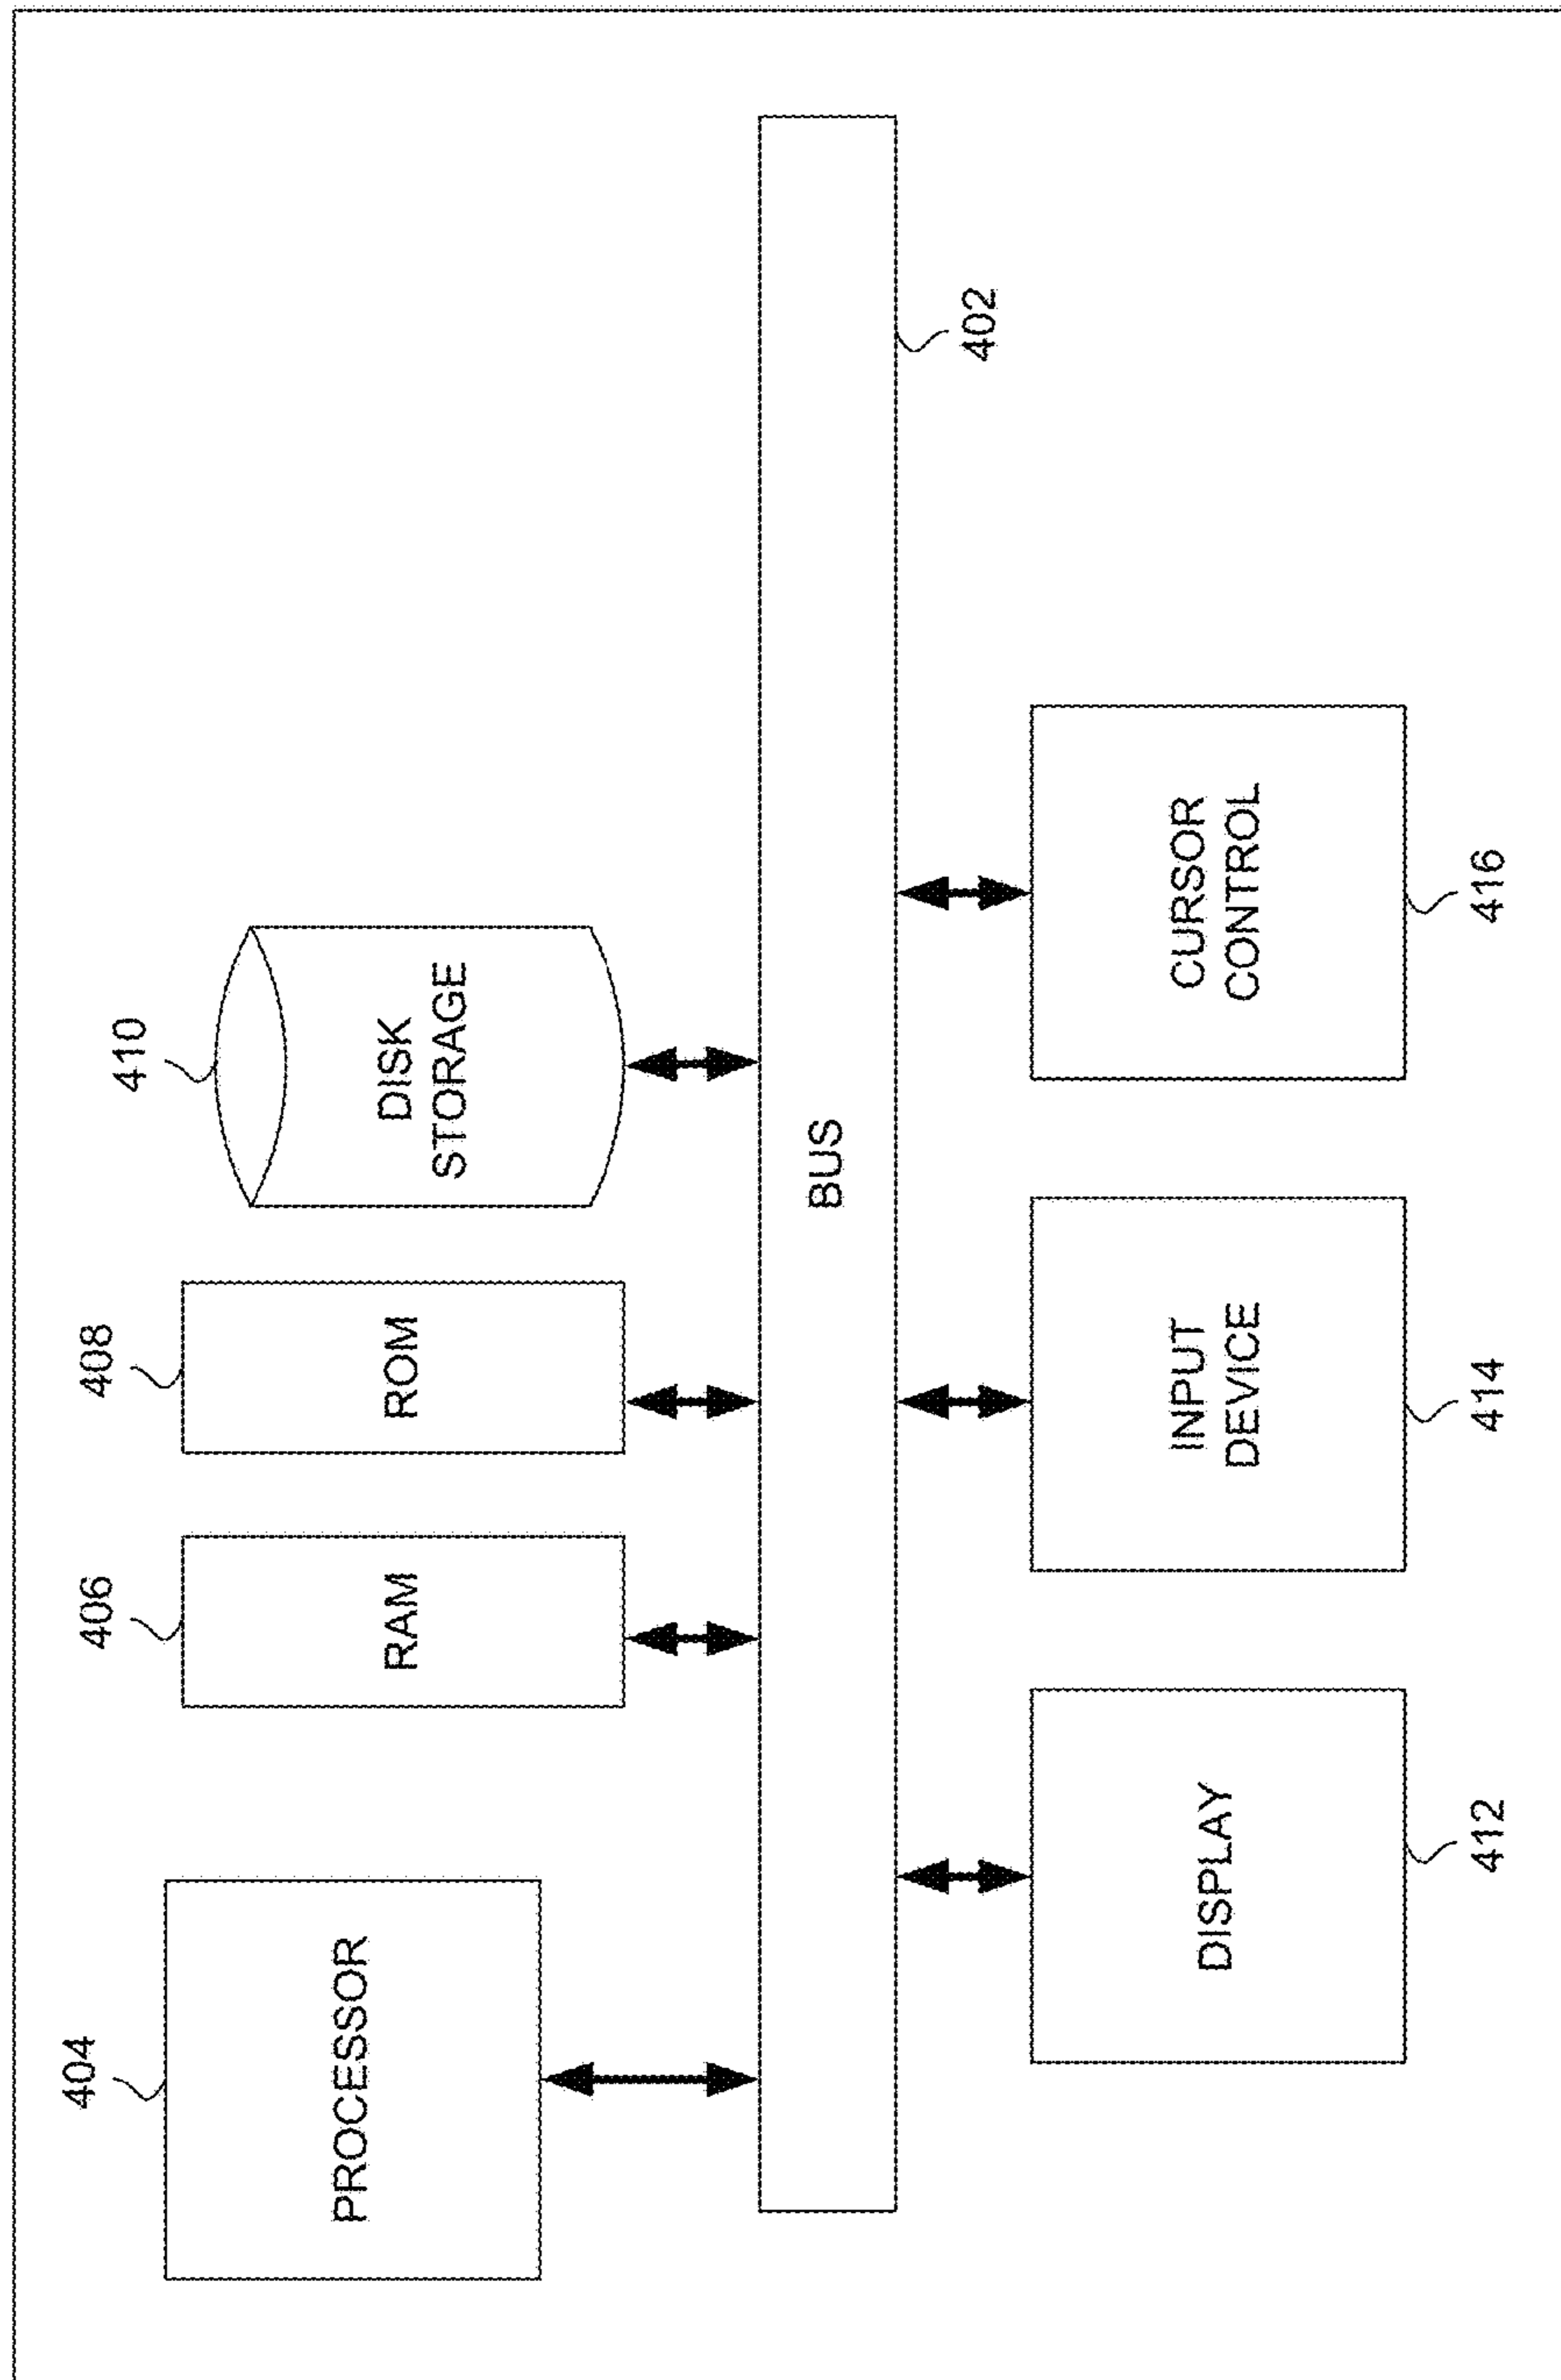 404
PROCESSOR
406
RAM
408
ROM
410
DISK
STORAGE
BUS
402
DISPLAY
412
INPUT
DEVICE
414
CURSOR
CONTROL
416